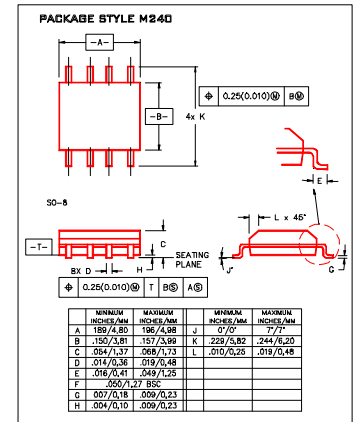 PACKAGE STYLE M240
-A-
-B-
4x K
⌖ 0.25(0.010)Ⓜ BⓂ
E
SO-8
-T-
C
8X D
H
SEATING
PLANE
L x 45°
J°
G
⌖ 0.25(0.010)Ⓜ T BⓈ AⓈ
MINIMUM INCHES/MM MAXIMUM INCHES/MM MINIMUM INCHES/MM MAXIMUM INCHES/MM
A 189/4,80 196/4,98 J 0°/0° 7°/7°
B .150/3,81 .157/3,99 K .229/5,82 .244/6,20
C .054/1,37 .068/1,73 L .010/0,25 .019/0,48
D .014/0,36 .019/0,48
E .016/0,41 .049/1,25
F .050/1,27 BSC
G 007/0,18 .009/0,23
H .004/0,10 .009/0,23